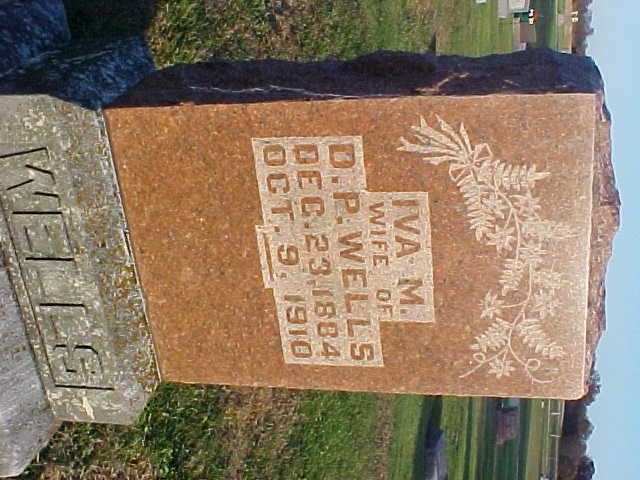 IVA M.
WIFE OF
D. P. WELLS
DEC. 23, 1884
OCT. 9, 1910
WELLS